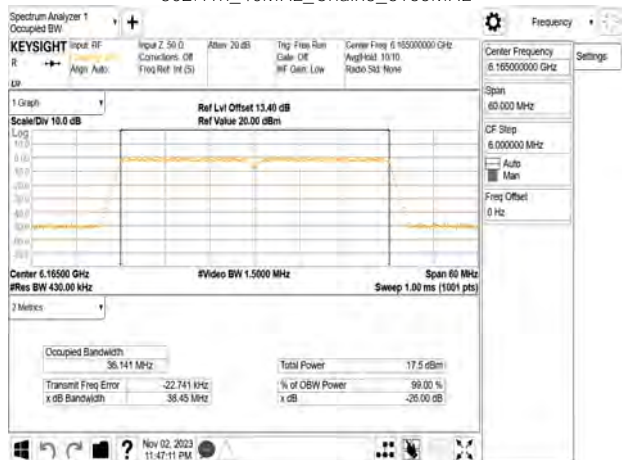 Spectrum Analyzer 1
Occupied BW
Frequency
KEYSIGHT Input: RF
R
Align: Auto
Input Z: 50 Ω
Corrections: Off
Freq Ref: Int (S)
Atten: 20 dB
Trig: Free Run
Gate: Off
#IF Gain: Low
Center Freq: 6.165000000 GHz
Avg|Hold: 10/10
Radio Std: None
Center Frequency
6.165000000 GHz
Settings
Span
60.000 MHz
CF Step
6.000000 MHz
Auto
Man
Freq Offset
0 Hz
1 Graph
Scale/Div 10.0 dB
Ref Lvl Offset 13.40 dB
Ref Value 20.00 dBm
Log
10.0
0.00
Center 6.16500 GHz
#Res BW 430.00 kHz
#Video BW 1.5000 MHz
Span 60 MHz
Sweep 1.00 ms (1001 pts)
2 Metrics
Occupied Bandwidth
36.141 MHz
Total Power 17.5 dBm
Transmit Freq Error -22.741 kHz
% of OBW Power 99.00 %
x dB Bandwidth 38.45 MHz
x dB -26.00 dB
?
Nov 02, 2023
11:47:11 PM